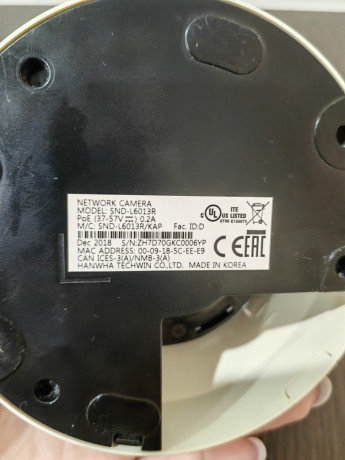 NETWORK CAMERA
MODEL: SND-L6013R
PoE (37-57V ⎓) 0.2A
M/C: SND-L6013R/KAP Fac. ID:D
Dec 2018 S/N:ZH7D70GKC0006YP
MAC ADDRESS: 00-09-18-5C-EE-E9
CAN ICES-3(A)/NMB-3(A)
HANWHA TECHWIN CO.,LTD. MADE IN KOREA
UL
ITE
US LISTED
CE EAC